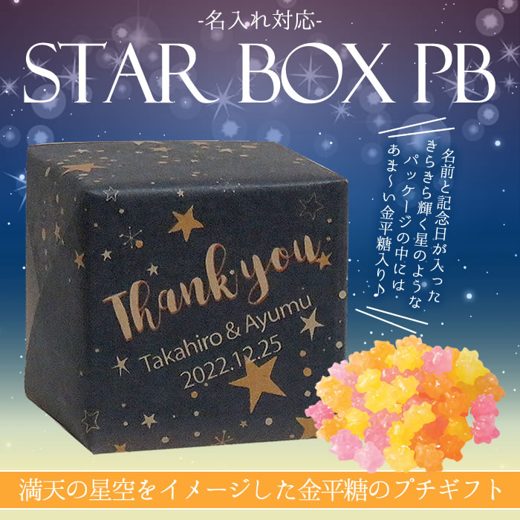 -名入れ対応-
STAR BOX PB
名前と記念日が入った
きらきら輝く星のような
パッケージの中には
あま〜い金平糖入り♪
Thank you
Takahiro & Ayumu
2022.12.25
満天の星空をイメージした金平糖のプチギフト